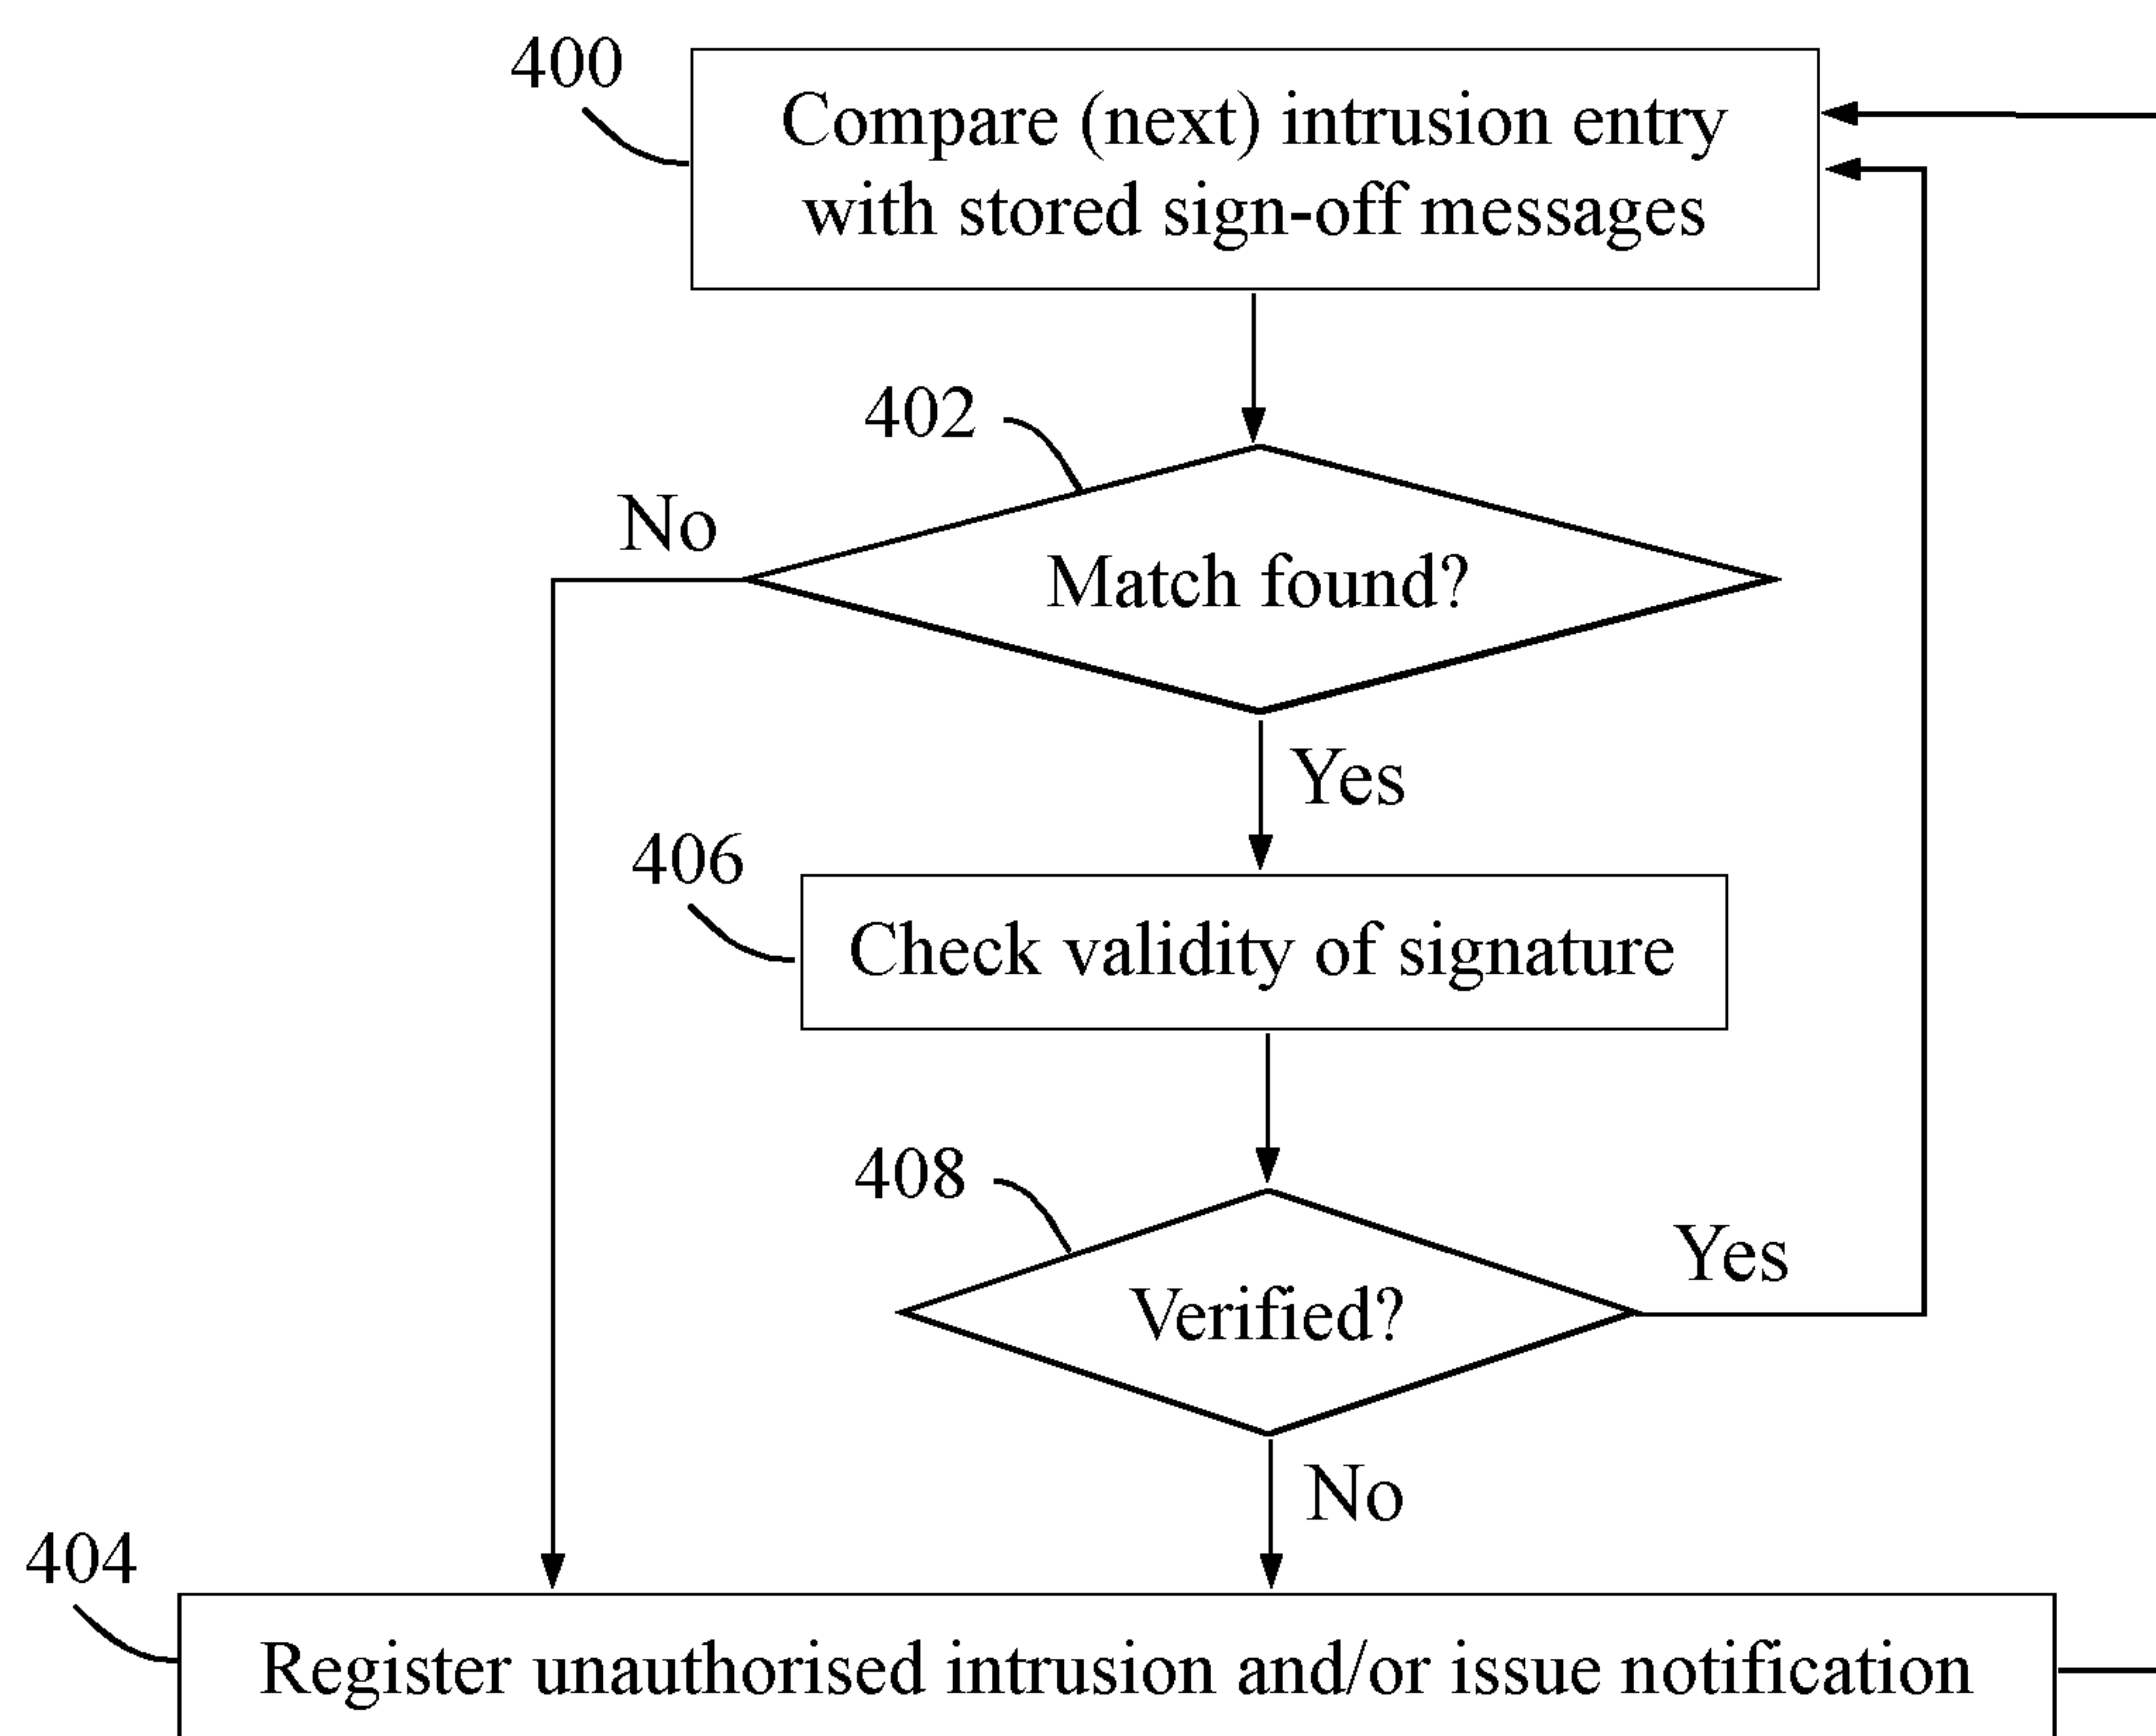 400
Compare (next) intrusion entry
with stored sign-off messages
402
No
Match found?
Yes
406
Check validity of signature
408
Yes
Verified?
No
404
Register unauthorised intrusion and/or issue notification